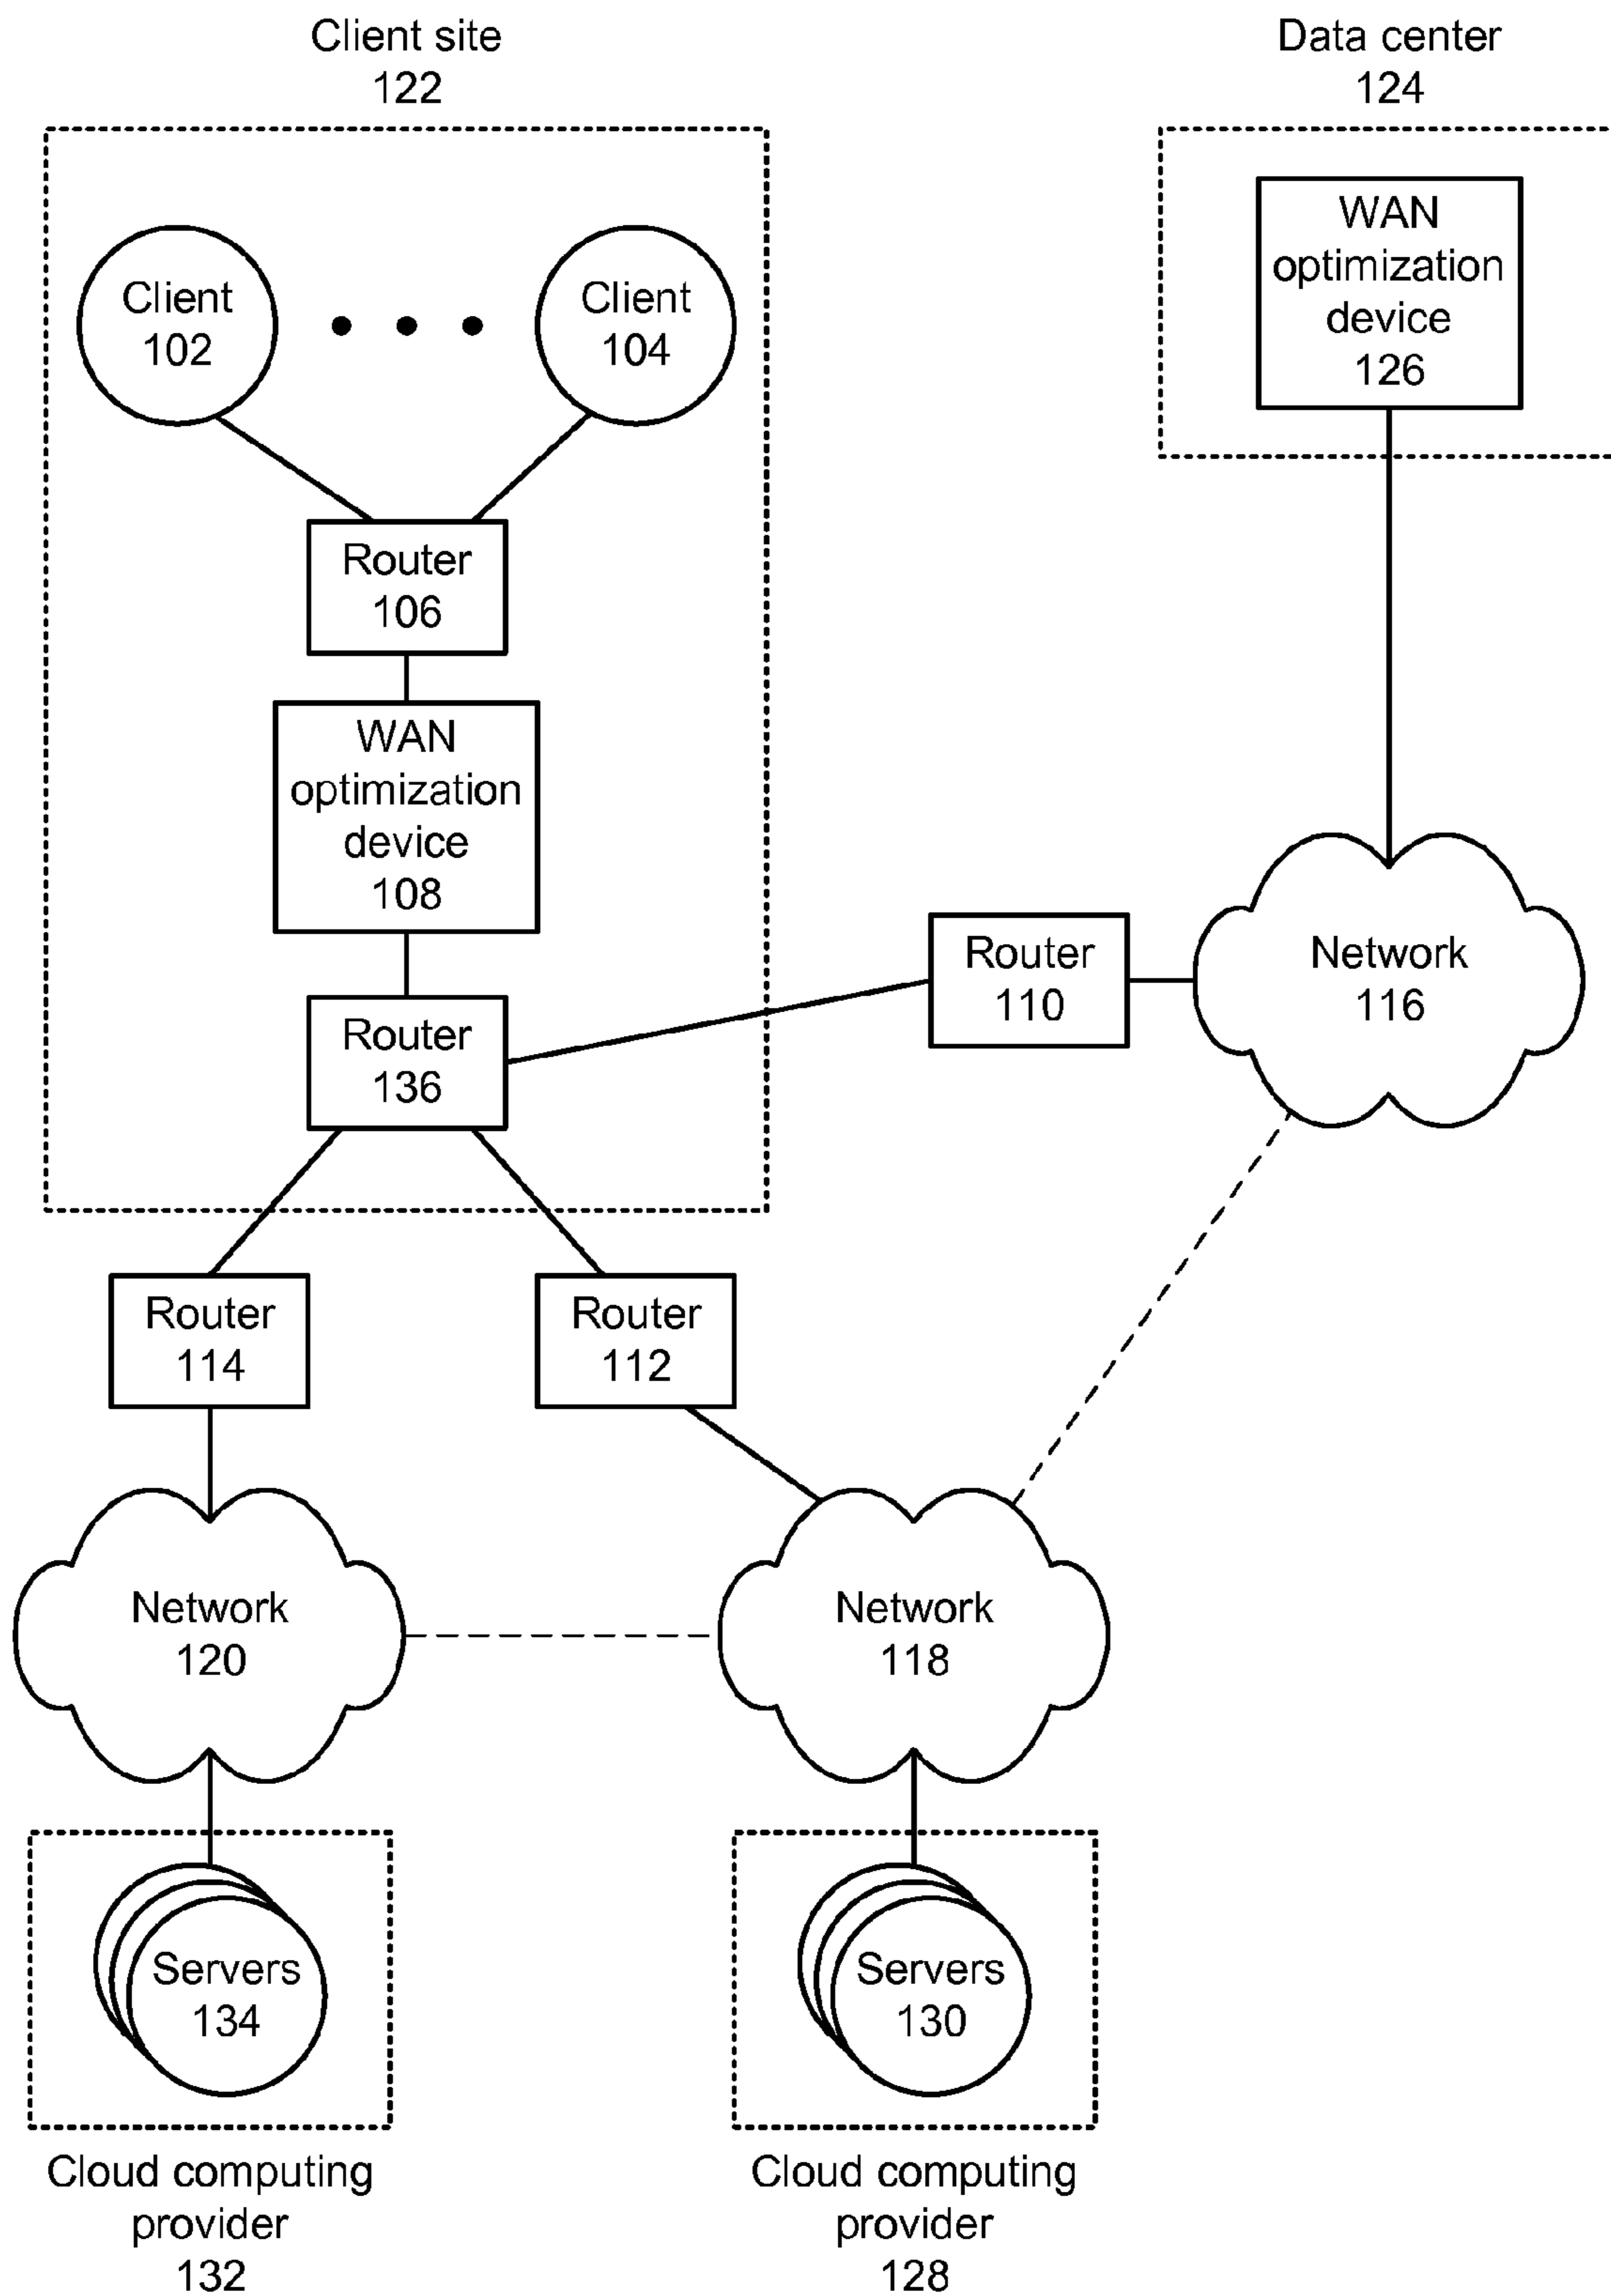 Client site
122
Data center
124
Client
102
Client
104
WAN
optimization
device
126
Router
106
WAN
optimization
device
108
Router
110
Network
116
Router
136
Router
114
Router
112
Network
120
Network
118
Servers
134
Servers
130
Cloud computing
provider
132
Cloud computing
provider
128